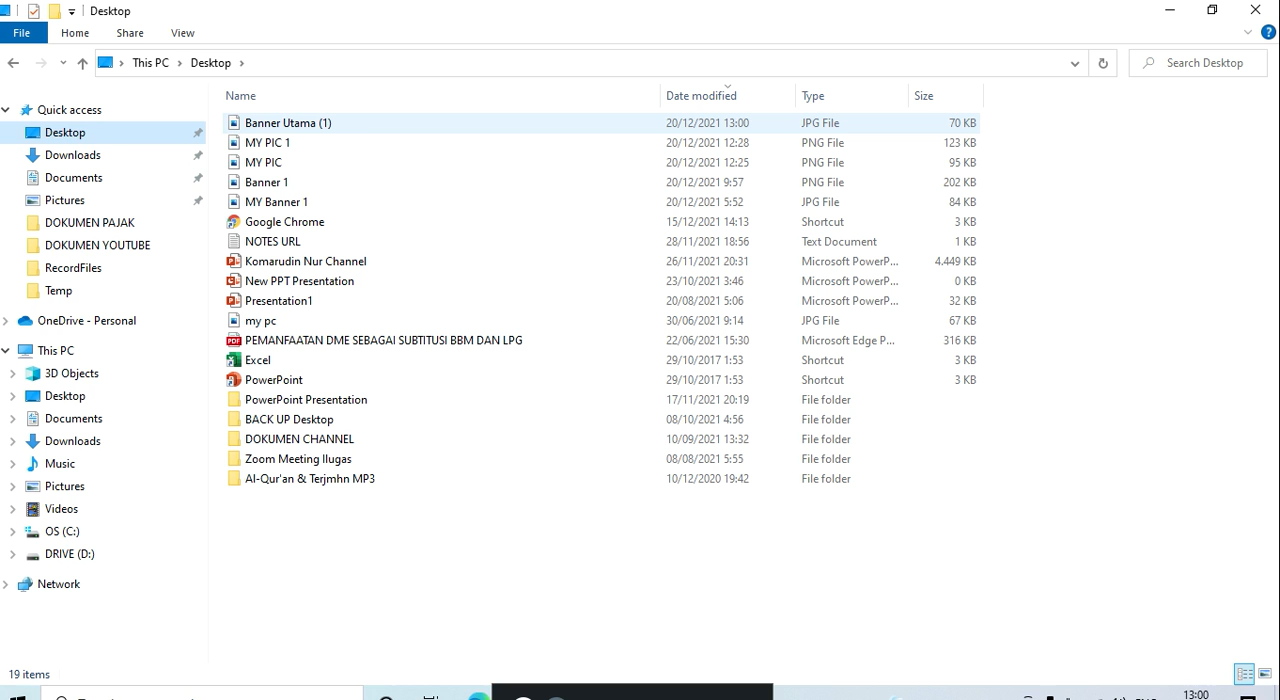 Desktop
File Home Share View
This PC Desktop
Search Desktop
Name Date modified Type Size
Quick access
Desktop
Downloads
Documents
Pictures
DOKUMEN PAJAK
DOKUMEN YOUTUBE
RecordFiles
Temp
OneDrive - Personal
This PC
3D Objects
Desktop
Documents
Downloads
Music
Pictures
Videos
OS (C:)
DRIVE (D:)
Network
Banner Utama (1) 20/12/2021 13:00 JPG File 70 KB
MY PIC 1 20/12/2021 12:28 PNG File 123 KB
MY PIC 20/12/2021 12:25 PNG File 95 KB
Banner 1 20/12/2021 9:57 PNG File 202 KB
MY Banner 1 20/12/2021 5:52 JPG File 84 KB
Google Chrome 15/12/2021 14:13 Shortcut 3 KB
NOTES URL 28/11/2021 18:56 Text Document 1 KB
Komarudin Nur Channel 26/11/2021 20:31 Microsoft PowerP... 4.449 KB
New PPT Presentation 23/10/2021 3:46 Microsoft PowerP... 0 KB
Presentation1 20/08/2021 5:06 Microsoft PowerP... 32 KB
my pc 30/06/2021 9:14 JPG File 67 KB
PEMANFAATAN DME SEBAGAI SUBTITUSI BBM DAN LPG 22/06/2021 15:30 Microsoft Edge P... 316 KB
Excel 29/10/2017 1:53 Shortcut 3 KB
PowerPoint 29/10/2017 1:53 Shortcut 3 KB
PowerPoint Presentation 17/11/2021 20:19 File folder
BACK UP Desktop 08/10/2021 4:56 File folder
DOKUMEN CHANNEL 10/09/2021 13:32 File folder
Zoom Meeting IIugas 08/08/2021 5:55 File folder
Al-Qur'an & Terjmhn MP3 10/12/2020 19:42 File folder
19 items
13:00